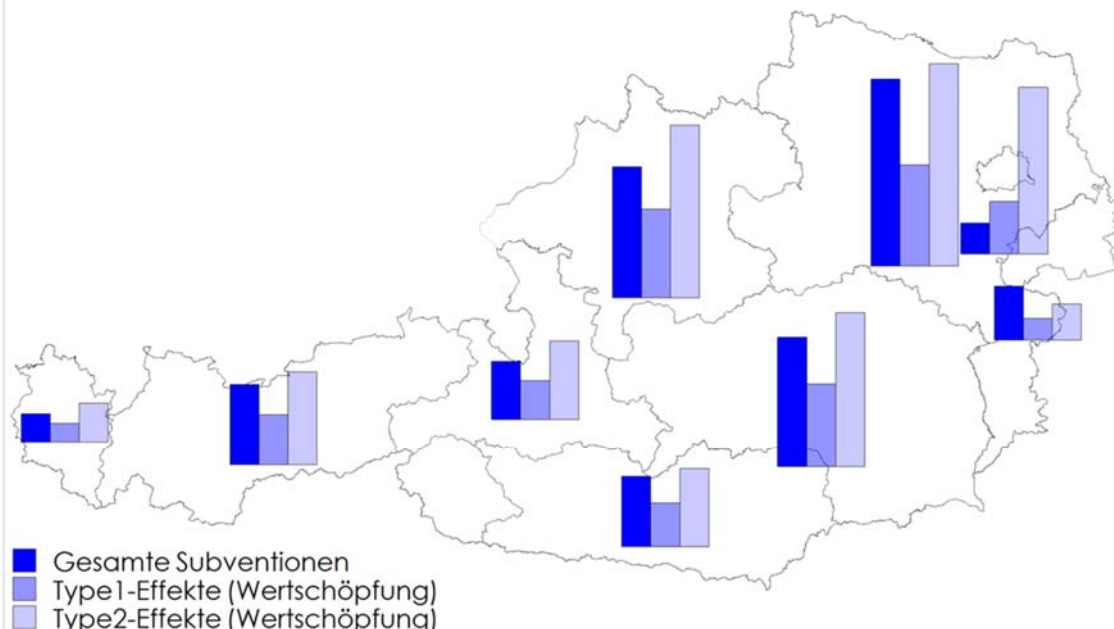 Gesamte Subventionen
Type1-Effekte (Wertschöpfung)
Type2-Effekte (Wertschöpfung)